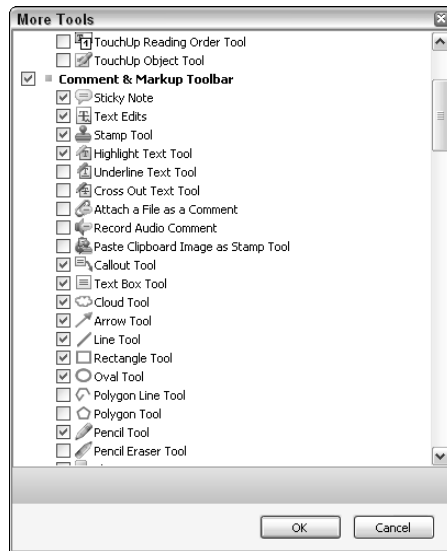 More Tools
TouchUp Reading Order Tool
TouchUp Object Tool
Comment & Markup Toolbar
Sticky Note
Text Edits
Stamp Tool
Highlight Text Tool
Underline Text Tool
Cross Out Text Tool
Attach a File as a Comment
Record Audio Comment
Paste Clipboard Image as Stamp Tool
Callout Tool
Text Box Tool
Cloud Tool
Arrow Tool
Line Tool
Rectangle Tool
Oval Tool
Polygon Line Tool
Polygon Tool
Pencil Tool
Pencil Eraser Tool
OK Cancel